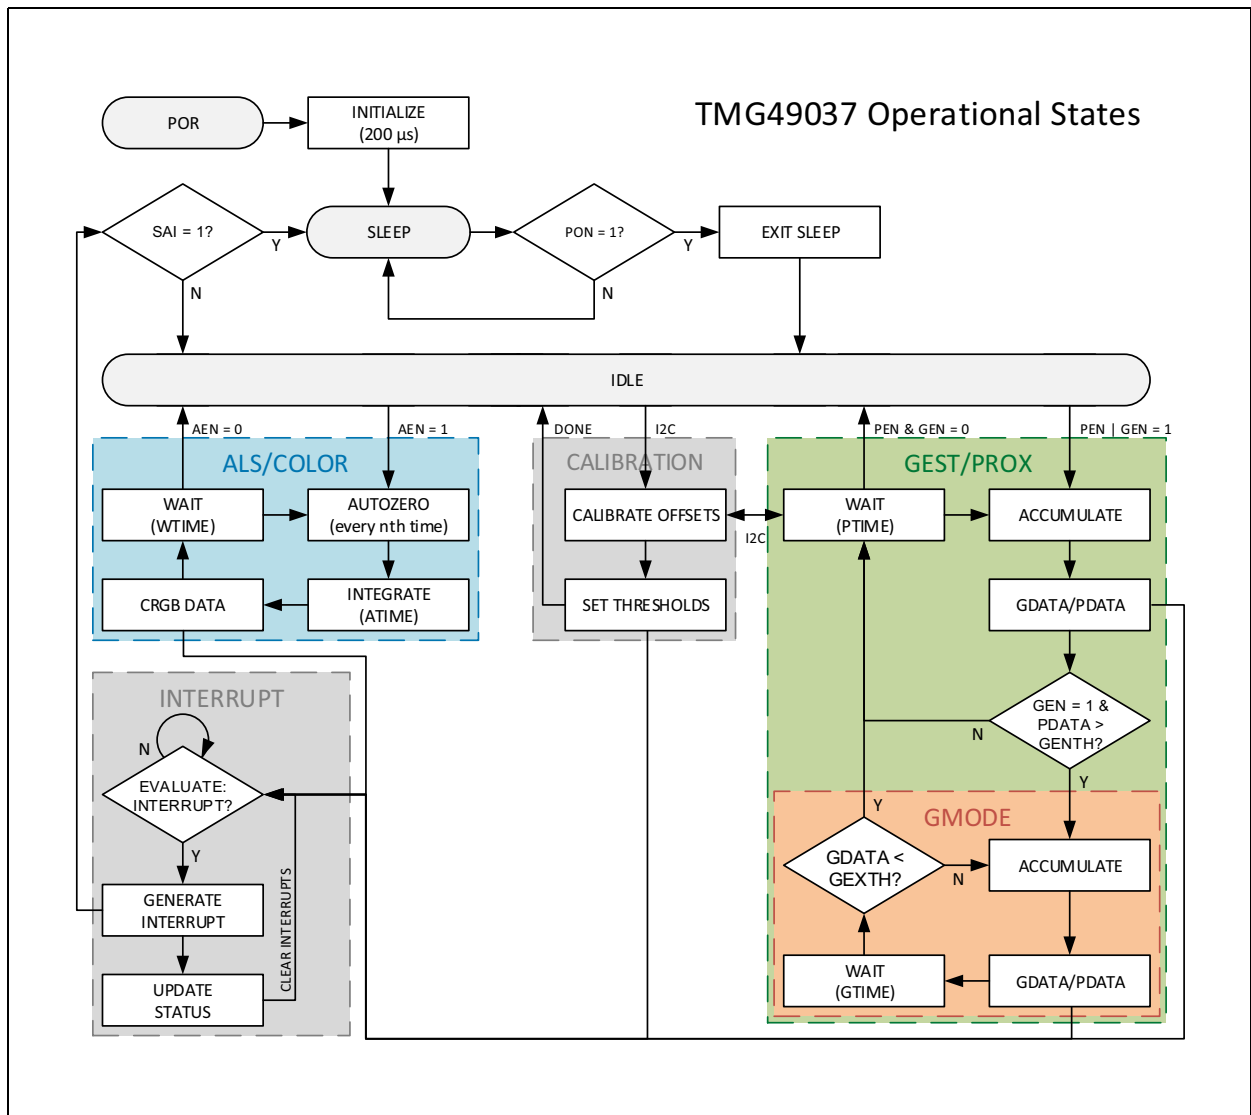 TMG49037 Operational States
POR
INITIALIZE
(200 µs)
SAI = 1?
Y
N
SLEEP
PON = 1?
Y
N
EXIT SLEEP
IDLE
AEN = 0
AEN = 1
DONE
I2C
PEN & GEN = 0
PEN | GEN = 1
ALS/COLOR
WAIT
(WTIME)
AUTOZERO
(every nth time)
CRGB DATA
INTEGRATE
(ATIME)
CALIBRATION
CALIBRATE OFFSETS
I2C
SET THRESHOLDS
GEST/PROX
WAIT
(PTIME)
ACCUMULATE
GDATA/PDATA
GEN = 1 &
PDATA >
GENTH?
N
Y
INTERRUPT
N
EVALUATE:
INTERRUPT?
Y
GENERATE
INTERRUPT
UPDATE
STATUS
CLEAR INTERRUPTS
GMODE
Y
GDATA <
GEXTH?
N
ACCUMULATE
WAIT
(GTIME)
GDATA/PDATA